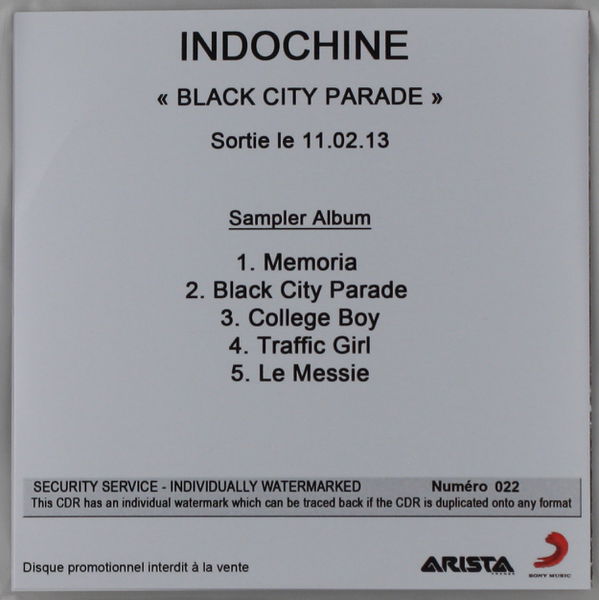 INDOCHINE
« BLACK CITY PARADE »
Sortie le 11.02.13
Sampler Album
1. Memoria
2. Black City Parade
3. College Boy
4. Traffic Girl
5. Le Messie
SECURITY SERVICE - INDIVIDUALLY WATERMARKED Numéro 022
This CDR has an individual watermark which can be traced back if the CDR is duplicated onto any format
Disque promotionnel interdit à la vente
ARISTA
SONY MUSIC